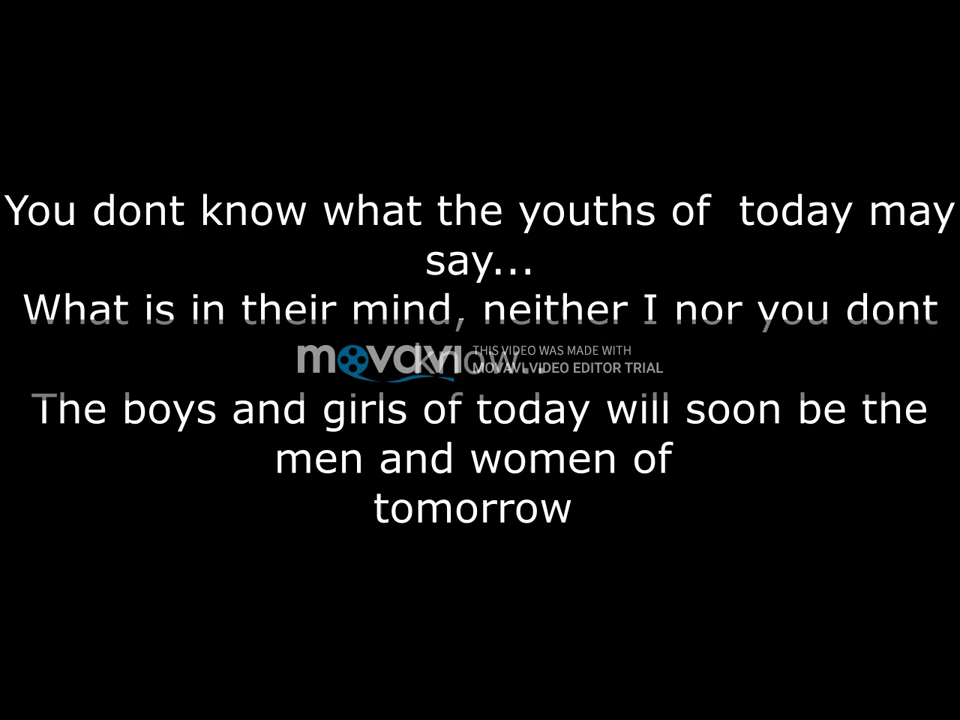 You dont know what the youths of  today may
say...
What is in their mind, neither I nor you dont
know..
movavi
THIS VIDEO WAS MADE WITH
MOVAVI VIDEO EDITOR TRIAL
The boys and girls of today will soon be the
men and women of
tomorrow